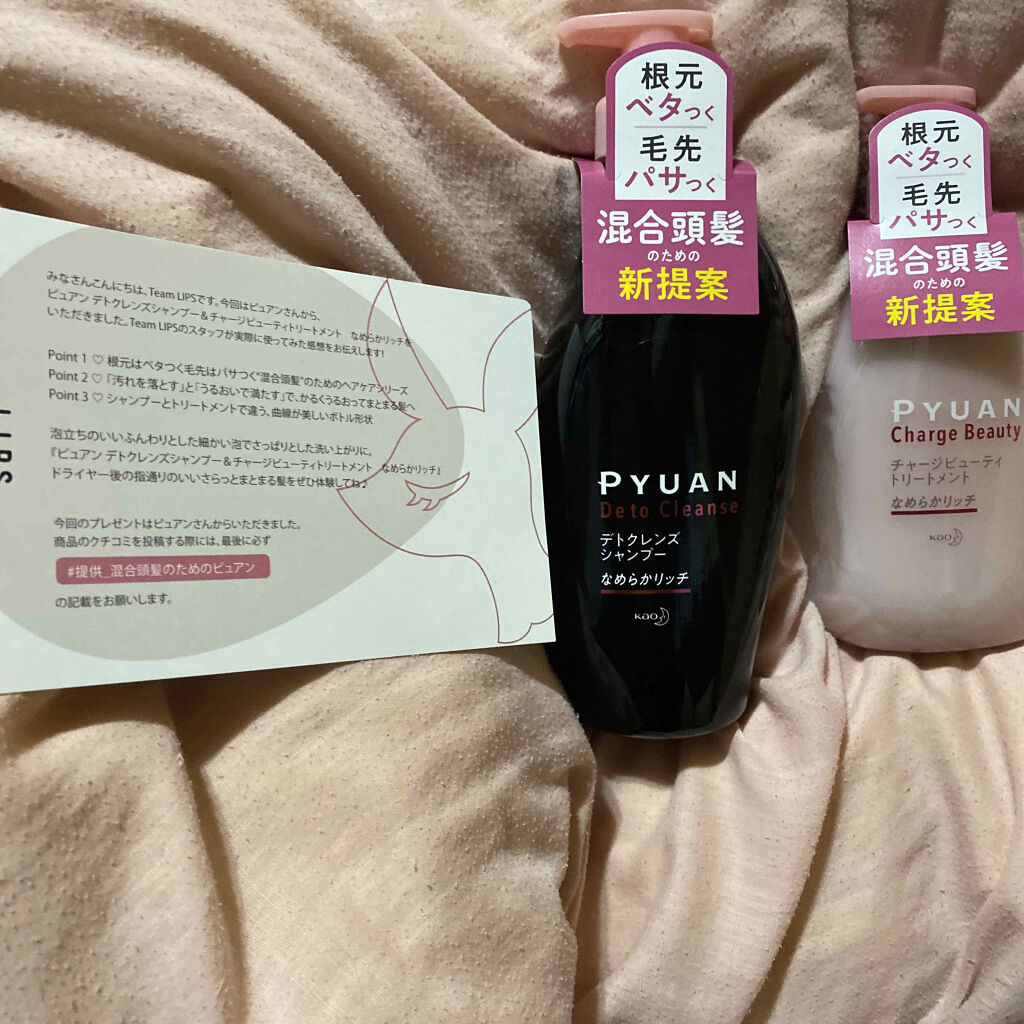 LIPS
みなさんこんにちは、Team LIPSです。今回はピュアンさんから、
ピュアン デトクレンズシャンプー＆チャージビューティトリートメント　なめらかリッチを
いただきました。Team LIPSのスタッフが実際に使ってみた感想をお伝えします!
Point 1 ♡ 根元はベタつく毛先はパサつく"混合頭髪"のためのヘアケアシリーズ
Point 2 ♡ 「汚れを落とす」と「うるおいで満たす」で、かるくうるおってまとまる髪へ
Point 3 ♡ シャンプーとトリートメントで違う、曲線が美しいボトル形状
泡立ちのいいふんわりとした細かい泡でさっぱりとした洗い上がりに。
『ピュアン デトクレンズシャンプー＆チャージビューティトリートメント　なめらかリッチ』
ドライヤー後の指通りのいいさらっとまとまる髪をぜひ体験してね♪
今回のプレゼントはピュアンさんからいただきました。
商品のクチコミを投稿する際には、最後に必ず
#提供_混合頭髪のためのピュアン
の記載をお願いします。
根元
ベタつく
毛先
パサつく
混合頭髪
のための
新提案
PYUAN
Deto Cleanse
デトクレンズ
シャンプー
なめらかリッチ
Kao
根元
ベタつく
毛先
パサつく
混合頭髪
のための
新提案
PYUAN
Charge Beauty
チャージビューティ
トリートメント
なめらかリッチ
Kao